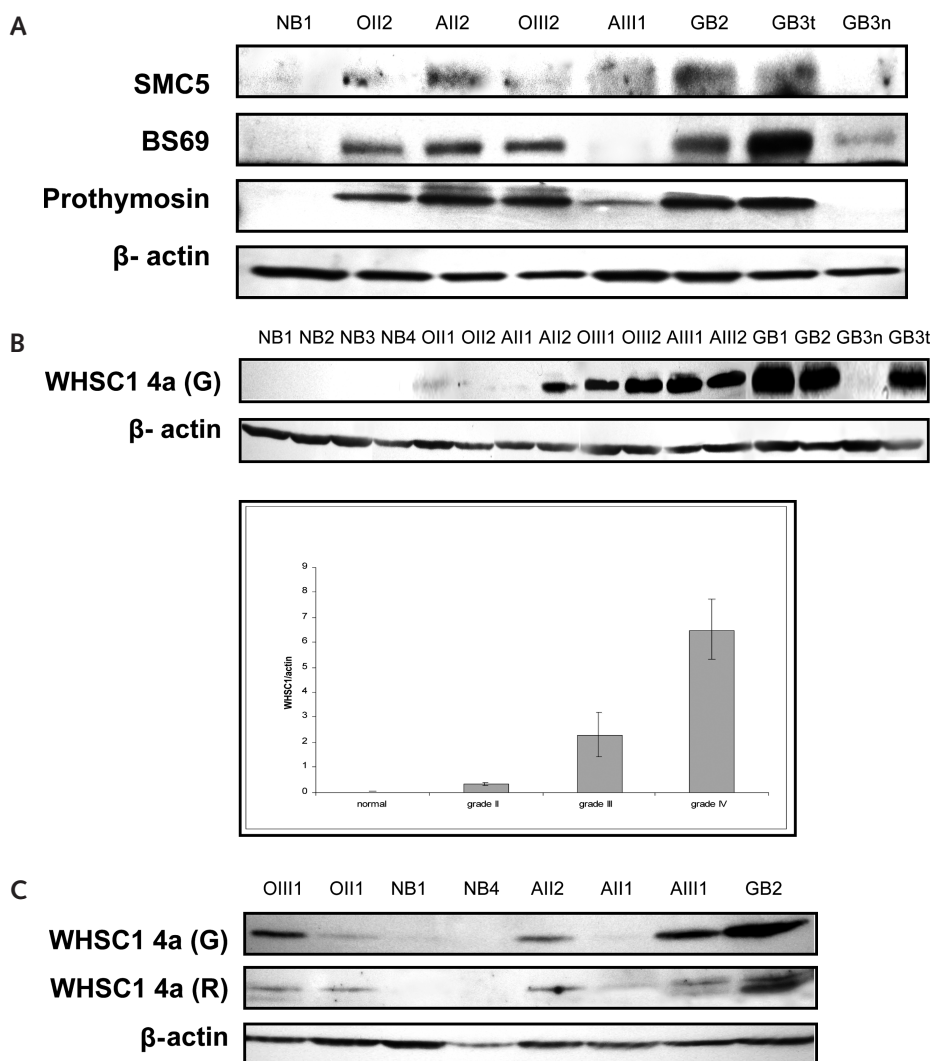 A
NB1 OII2 AII2 OIII2 AIII1 GB2 GB3t GB3n
SMC5
BS69
Prothymosin
β- actin
B
NB1 NB2 NB3 NB4 OII1 OII2 AII1 AII2 OIII1 OIII2 AIII1 AIII2 GB1 GB2 GB3n GB3t
WHSC1 4a (G)
β- actin
9
8
7
6
5
4
3
2
1
0
WHSC1/actin
normal grade II grade III grade IV
C
OIII1 OII1 NB1 NB4 AII2 AII1 AIII1 GB2
WHSC1 4a (G)
WHSC1 4a (R)
β-actin